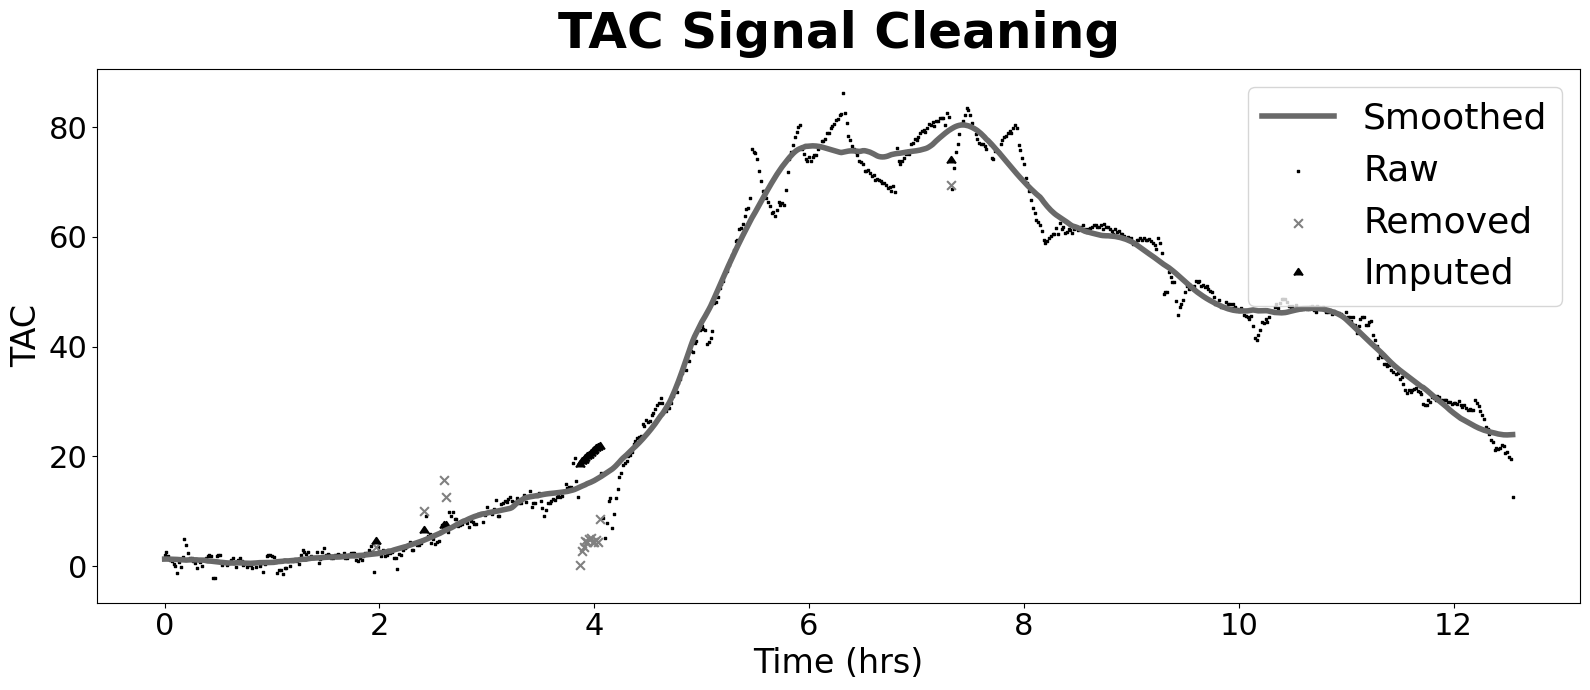 TAC Signal Cleaning
80
60
40
20
0
TAC
Smoothed
Raw
Removed
Imputed
0 2 4 6 8 10 12
Time (hrs)